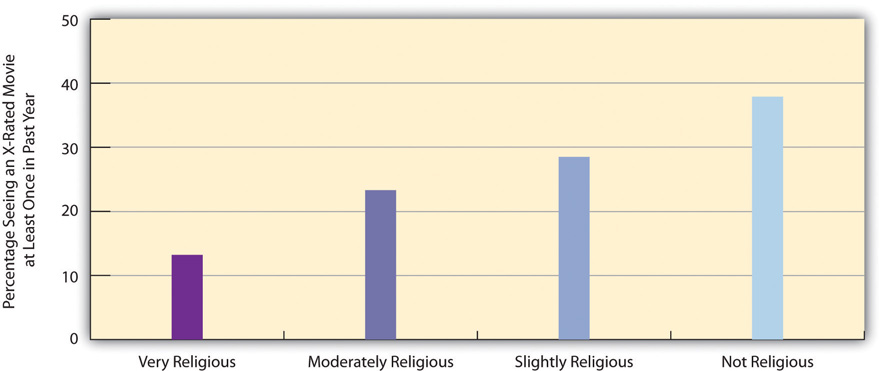 Percentage Seeing an X-Rated Movie
at Least Once in Past Year
50
40
30
20
10
0
Very Religious
Moderately Religious
Slightly Religious
Not Religious